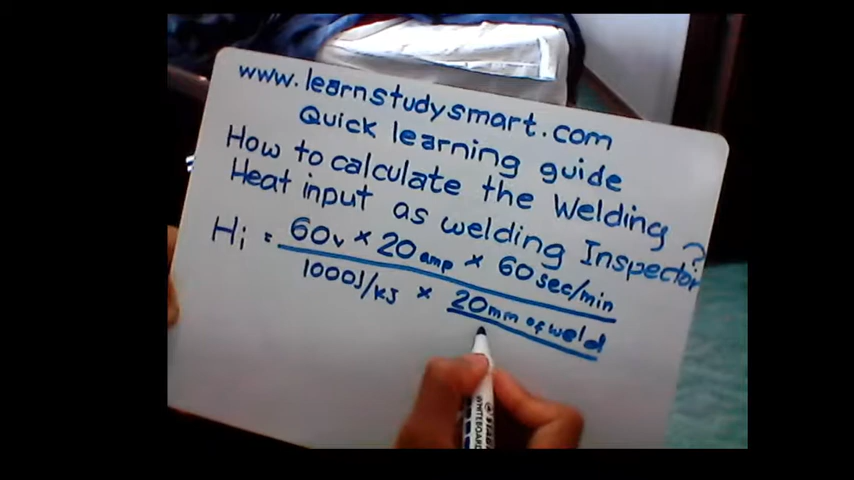 www.learnstudysmart.com
Quick learning guide
How to calculate the Welding
Heat input as welding Inspector?
Hi = 60v × 20amp × 60sec/min
1000J/KJ × 20mm of weld
WHITEBOARD